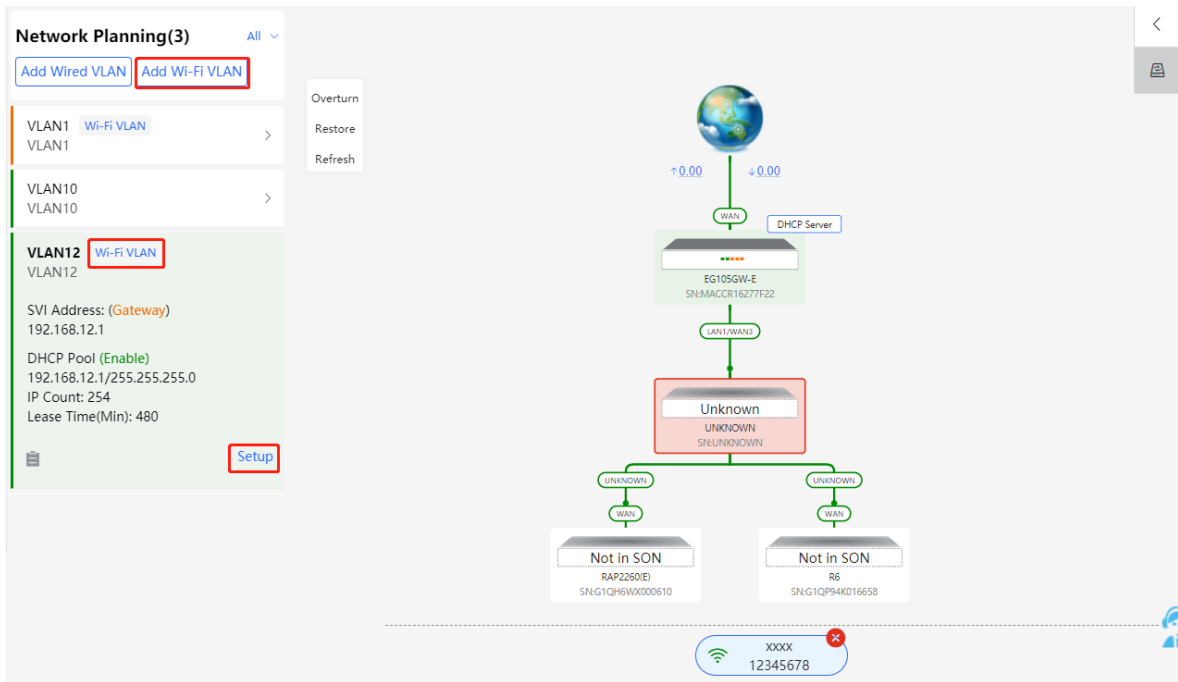 Network Planning(3)
All
Add Wired VLAN
Add Wi-Fi VLAN
VLAN1
Wi-Fi VLAN
VLAN1
VLAN10
VLAN10
VLAN12
Wi-Fi VLAN
VLAN12
SVI Address: (Gateway)
192.168.12.1
DHCP Pool (Enable)
192.168.12.1/255.255.255.0
IP Count: 254
Lease Time(Min): 480
Setup
Overturn
Restore
Refresh
↑0.00
↓0.00
WAN
DHCP Server
EG105GW-E
SN:MACCR16277F22
LAN1/WAN3
Unknown
UNKNOWN
SN:UNKNOWN
UNKNOWN
UNKNOWN
WAN
WAN
Not in SON
RAP2260(E)
SN:G1QH6WX000610
Not in SON
R6
SN:G1QP94K016658
XXXX
12345678